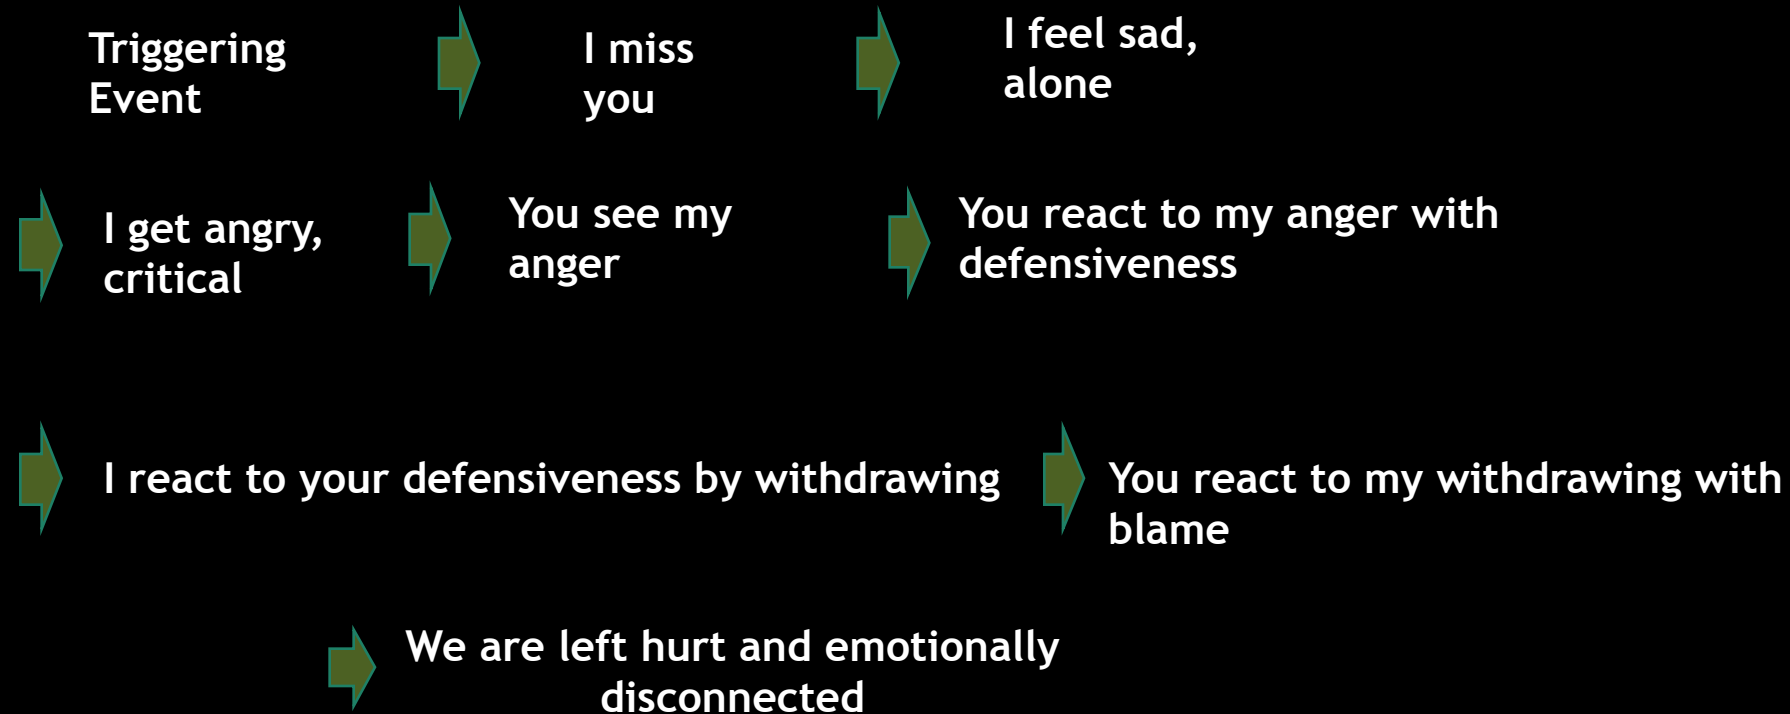 Triggering
Event
I miss
you
I feel sad,
alone
I get angry,
critical
You see my
anger
You react to my anger with
defensiveness
I react to your defensiveness by withdrawing
You react to my withdrawing with
blame
We are left hurt and emotionally
disconnected